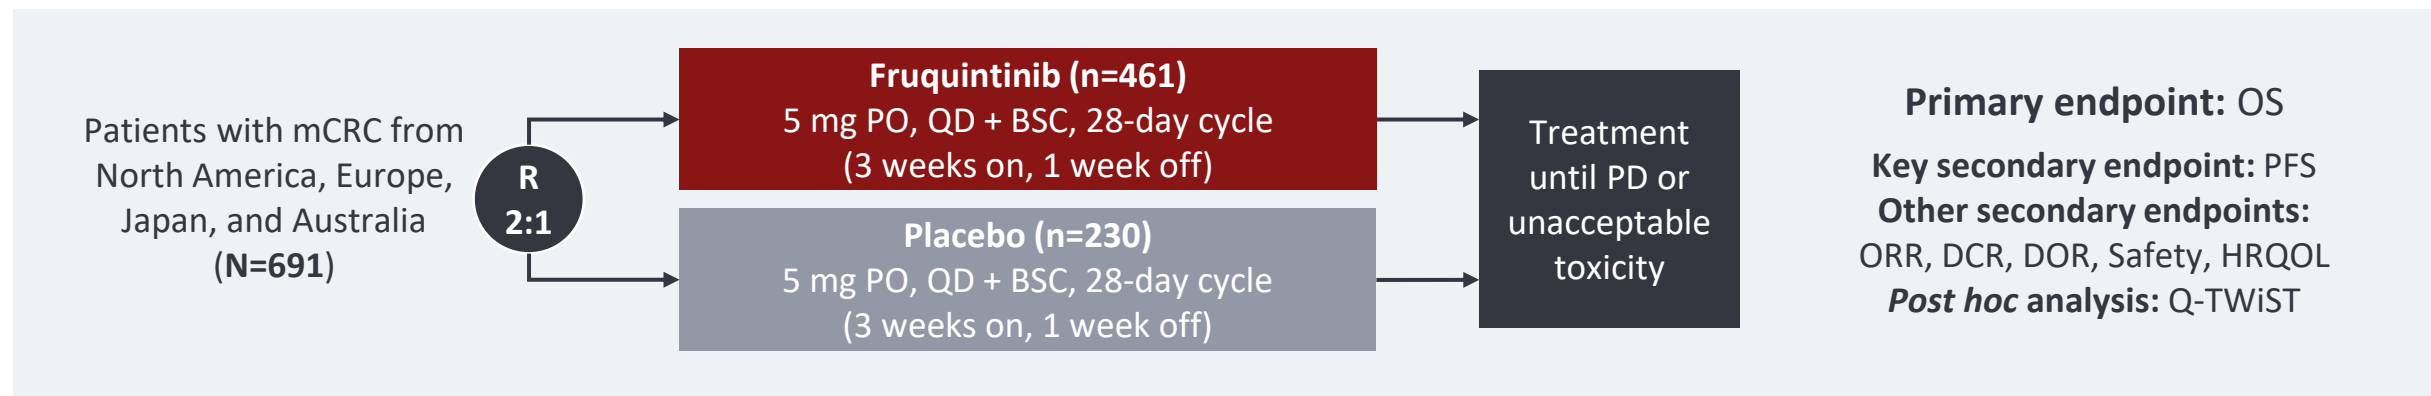 Patients with mCRC from
North America, Europe,
Japan, and Australia
(N=691)
R
2:1
Fruquintinib (n=461)
5 mg PO, QD + BSC, 28-day cycle
(3 weeks on, 1 week off)
Placebo (n=230)
5 mg PO, QD + BSC, 28-day cycle
(3 weeks on, 1 week off)
Treatment
until PD or
unacceptable
toxicity
Primary endpoint: OS
Key secondary endpoint: PFS
Other secondary endpoints:
ORR, DCR, DOR, Safety, HRQOL
Post hoc analysis: Q-TWiST